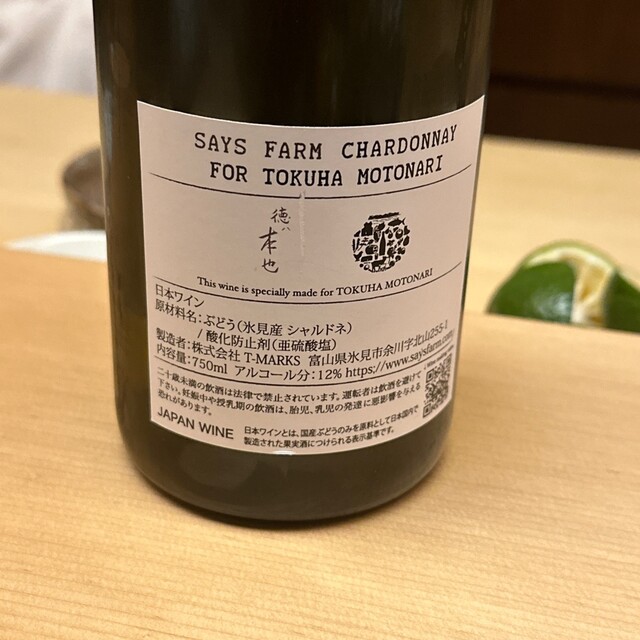 SAYS FARM CHARDONNAY
FOR TOKUHA MOTONARI
徳ハ
本也
This wine is specially made for TOKUHA MOTONARI
日本ワイン
原材料名：ぶどう（氷見産 シャルドネ）
/ 酸化防止剤（亜硫酸塩）
製造者：株式会社 T-MARKS 富山県氷見市余川字北山255-1
内容量：750ml アルコール分：12% https://www.saysfarm.com
二十歳未満の飲酒は法律で禁止されています。運転者は飲酒を避けて
下さい。妊娠中や授乳期の飲酒は、胎児、乳児の発達に悪影響を与える
恐れがあります。
JAPAN WINE
日本ワインとは、国産ぶどうのみを原料として日本国内で
製造された果実酒につけられる表示基準です。